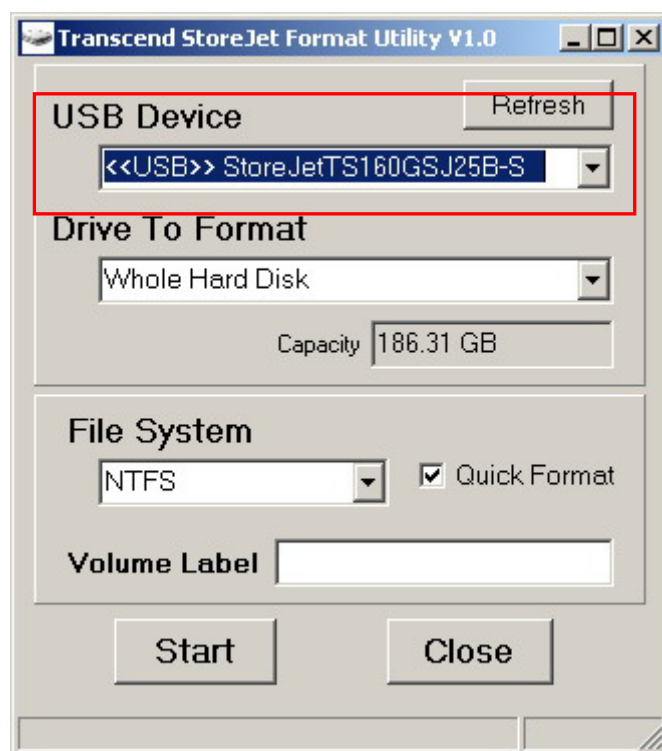 Transcend StoreJet Format Utility V1.0
Refresh
USB Device
<<USB>> StoreJetTS160GSJ25B-S
Drive To Format
Whole Hard Disk
Capacity 186.31 GB
File System
NTFS Quick Format
Volume Label
Start Close